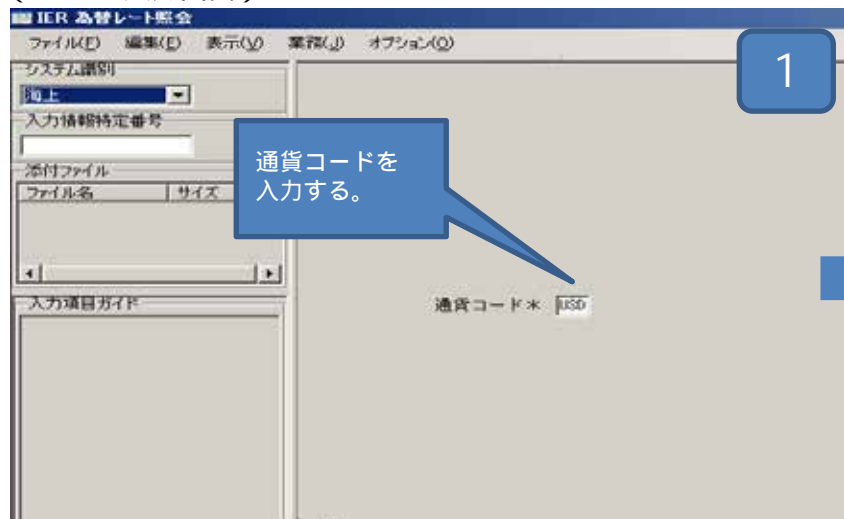 IER 為替レート照会
ファイル(F) 編集(E) 表示(V) 業務(J) オプション(O)
1
システム識別
海上
入力情報特定番号
通貨コードを
入力する。
添付ファイル
ファイル名 サイズ
入力項目ガイド
通貨コード＊ USD